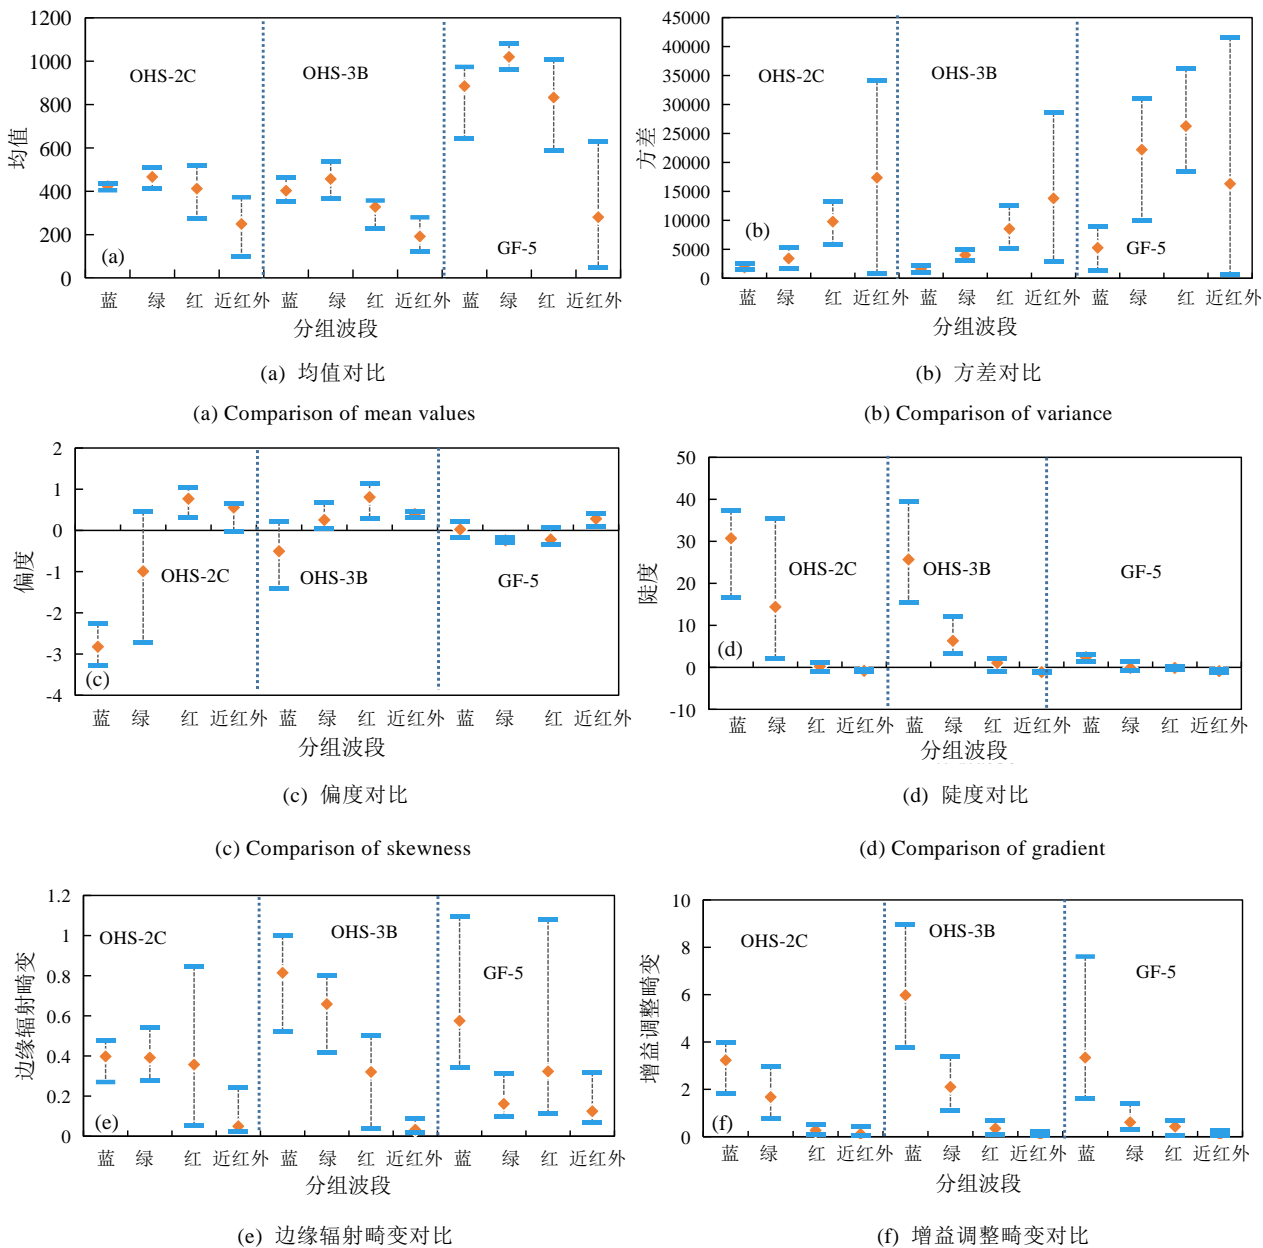 1200
1000
800
600
400
200
0
均值
OHS-2C
OHS-3B
GF-5
(a)
蓝 绿 红 近红外 蓝 绿 红 近红外 蓝 绿 红 近红外
分组波段
45000
40000
35000
30000
25000
20000
15000
10000
5000
0
方差
OHS-2C
OHS-3B
GF-5
(b)
蓝 绿 红 近红外 蓝 绿 红 近红外 蓝 绿 红 近红外
分组波段
(a) 均值对比
(b) 方差对比
(a) Comparison of mean values
(b) Comparison of variance
2
1
0
-1
-2
-3
-4
偏度
OHS-2C
OHS-3B
GF-5
(c)
蓝 绿 红 近红外 蓝 绿 红 近红外 蓝 绿 红 近红外
分组波段
50
40
30
20
10
0
-10
陡度
OHS-2C
OHS-3B
GF-5
(d)
蓝 绿 红 近红外 蓝 绿 红 近红外 蓝 绿 红 近红外
分组波段
(c) 偏度对比
(d) 陡度对比
(c) Comparison of skewness
(d) Comparison of gradient
1.2
1
0.8
0.6
0.4
0.2
0
边缘辐射畸变
OHS-2C
OHS-3B
GF-5
(e)
蓝 绿 红 近红外 蓝 绿 红 近红外 蓝 绿 红 近红外
分组波段
10
8
6
4
2
0
增益调整畸变
OHS-2C
OHS-3B
GF-5
(f)
蓝 绿 红 近红外 蓝 绿 红 近红外 蓝 绿 红 近红外
分组波段
(e) 边缘辐射畸变对比
(f) 增益调整畸变对比